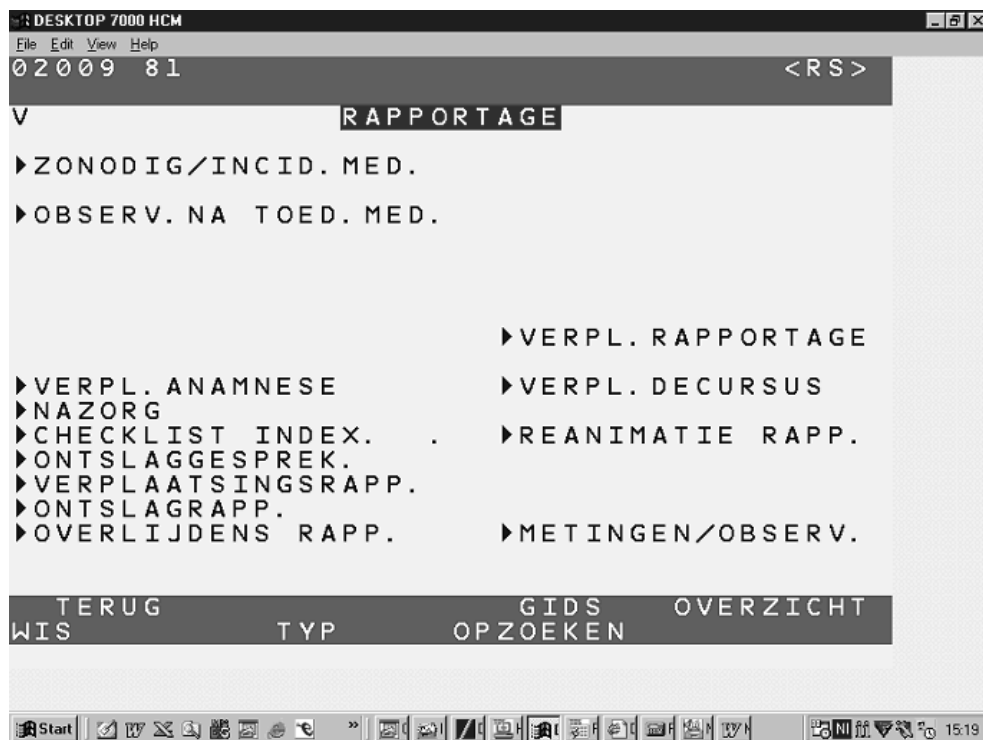 DESKTOP 7000 HCM
File Edit View Help
02009 81 <RS>
V RAPPORTAGE
ZONODIG/INCID.MED.
OBSERV.NA TOED.MED.
VERPL.RAPPORTAGE
VERPL.ANAMNESE VERPL.DECURSUS
NAZORG
CHECKLIST INDEX. . REANIMATIE RAPP.
ONTSLAGGESPREK.
VERPLAATSINGSRAPP.
ONTSLAGRAPP.
OVERLIJDENS RAPP. METINGEN/OBSERV.
TERUG GIDS OVERZICHT
WIS TYP OPZOEKEN
Start » NI 15:19